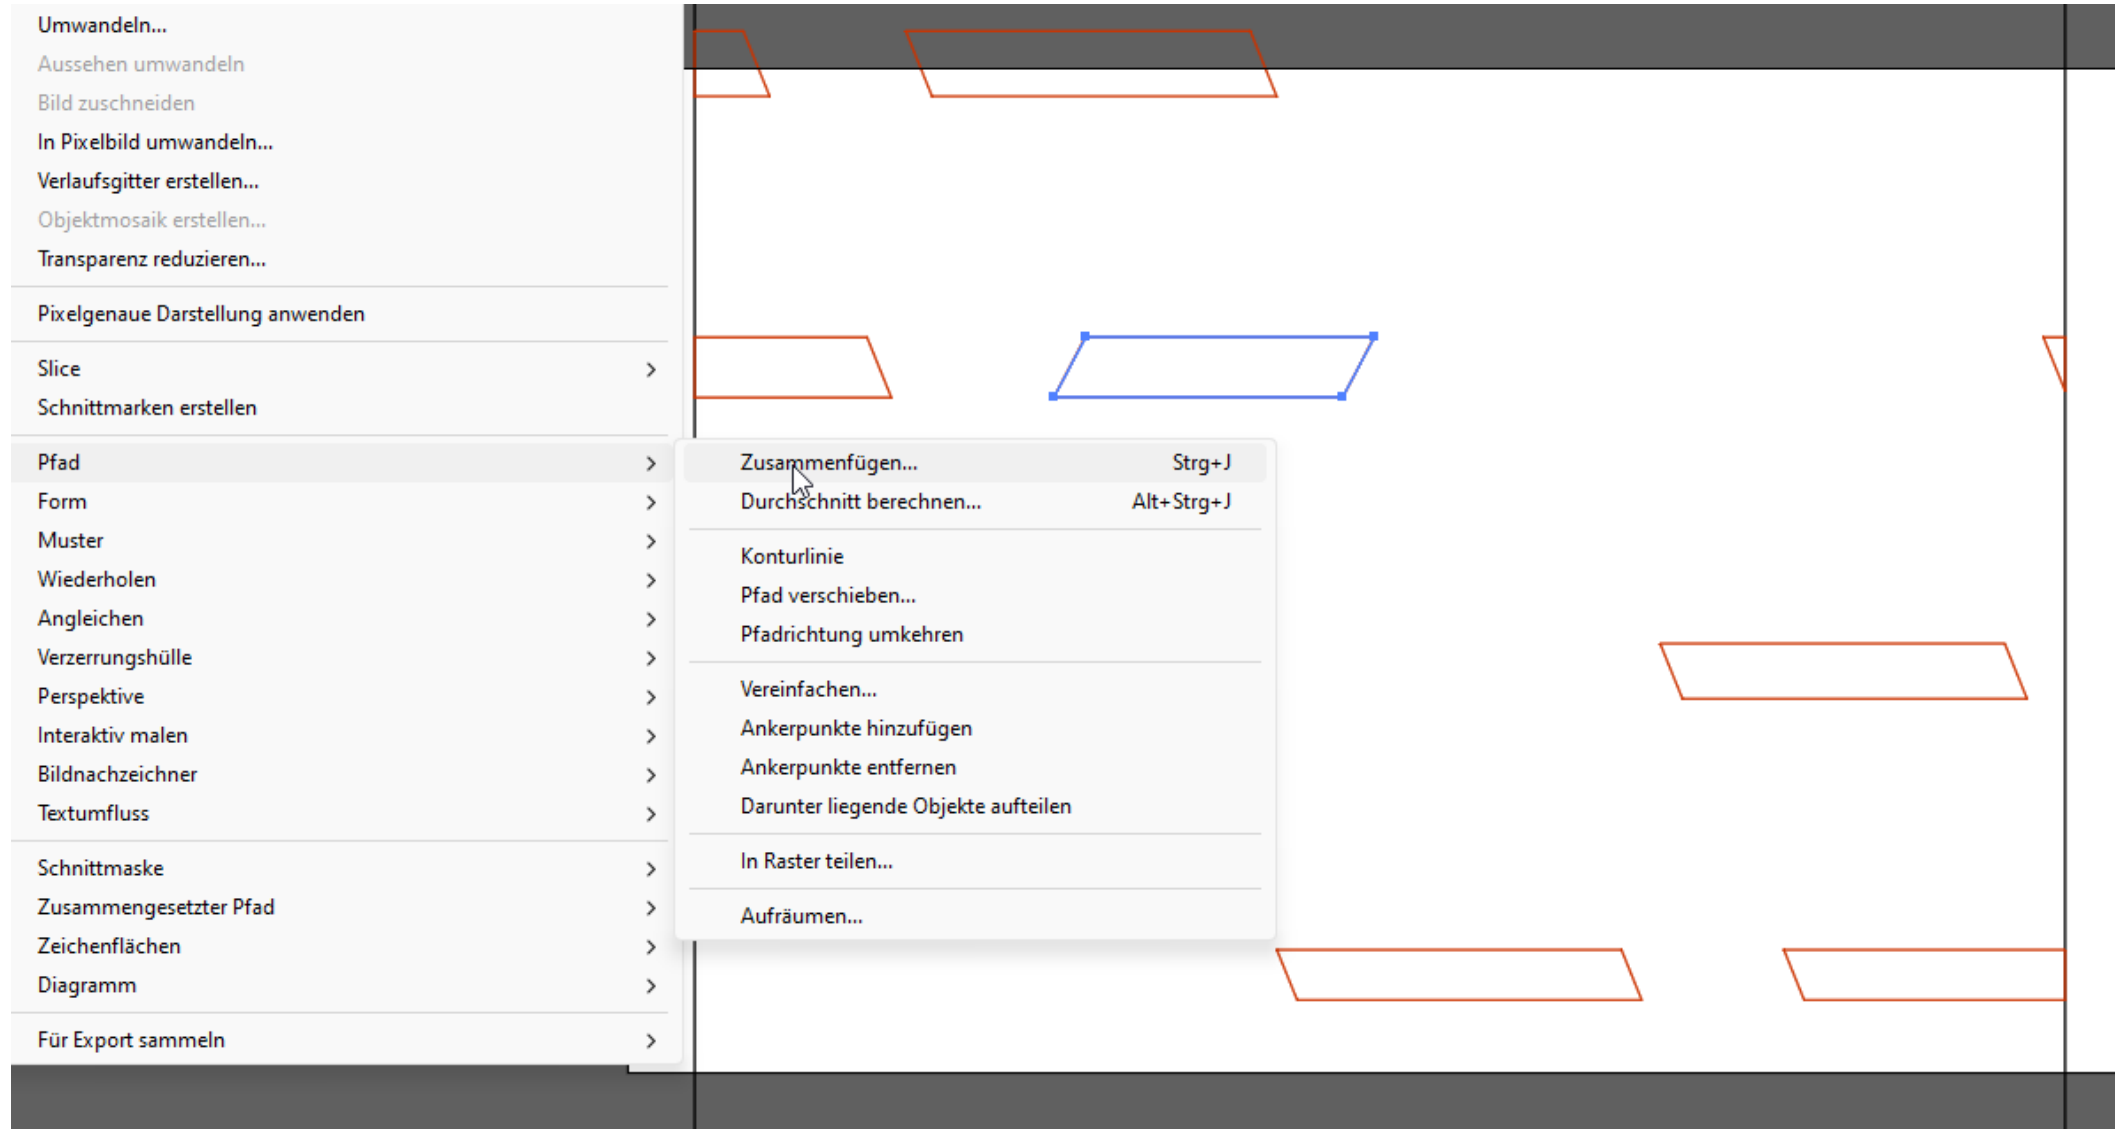 Umwandeln...
Aussehen umwandeln
Bild zuschneiden
In Pixelbild umwandeln...
Verlaufsgitter erstellen...
Objektmosaik erstellen...
Transparenz reduzieren...
Pixelgenaue Darstellung anwenden
Slice
Schnittmarken erstellen
Pfad
Form
Muster
Wiederholen
Angleichen
Verzerrungshülle
Perspektive
Interaktiv malen
Bildnachzeichner
Textumfluss
Schnittmaske
Zusammengesetzter Pfad
Zeichenflächen
Diagramm
Für Export sammeln
Zusammenfügen... Strg+J
Durchschnitt berechnen... Alt+Strg+J
Konturlinie
Pfad verschieben...
Pfadrichtung umkehren
Vereinfachen...
Ankerpunkte hinzufügen
Ankerpunkte entfernen
Darunter liegende Objekte aufteilen
In Raster teilen...
Aufräumen...